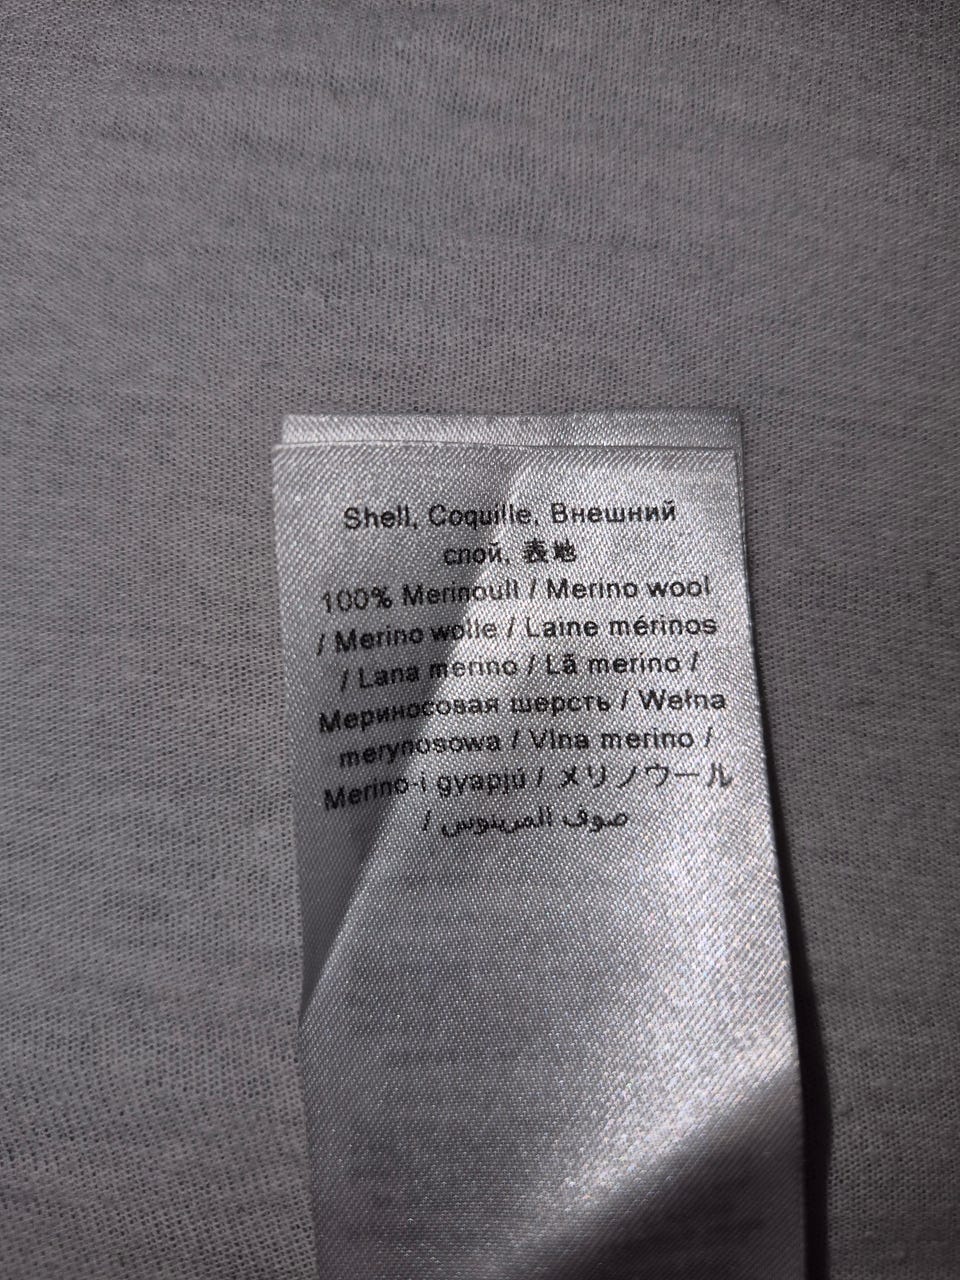 Shell, Coquille, Внешний
слой, 表地
100% Merinoull / Merino wool
/ Merino wolle / Laine mérinos
/ Lana merino / Lã merino /
Мериносовая шерсть / Wełna
merynosowa / Vlna merino /
Merino-i gyapjú / メリノウール
/ صوف المرينوس